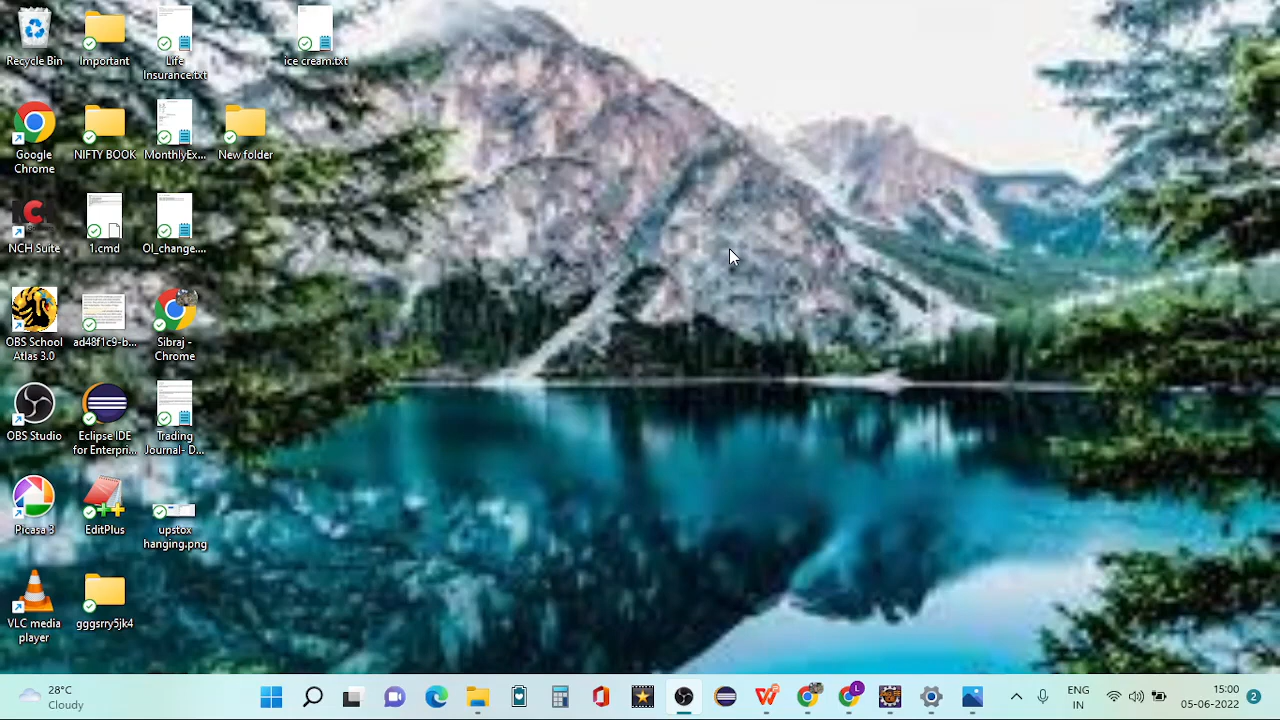 Recycle Bin
Important
Life
Insurance.txt
ice cream.txt
Google
Chrome
NIFTY BOOK
MonthlyEx...
New folder
NCH Suite
1.cmd
OI_change....
OBS School
Atlas 3.0
ad48f1c9-b...
Sibraj -
Chrome
OBS Studio
Eclipse IDE
for Enterpri...
Trading
Journal- D...
Picasa 3
EditPlus
upstox
hanging.png
VLC media
player
gggsrry5jk4
28°C
Cloudy
L
ENG
IN
15:00
05-06-2022
2